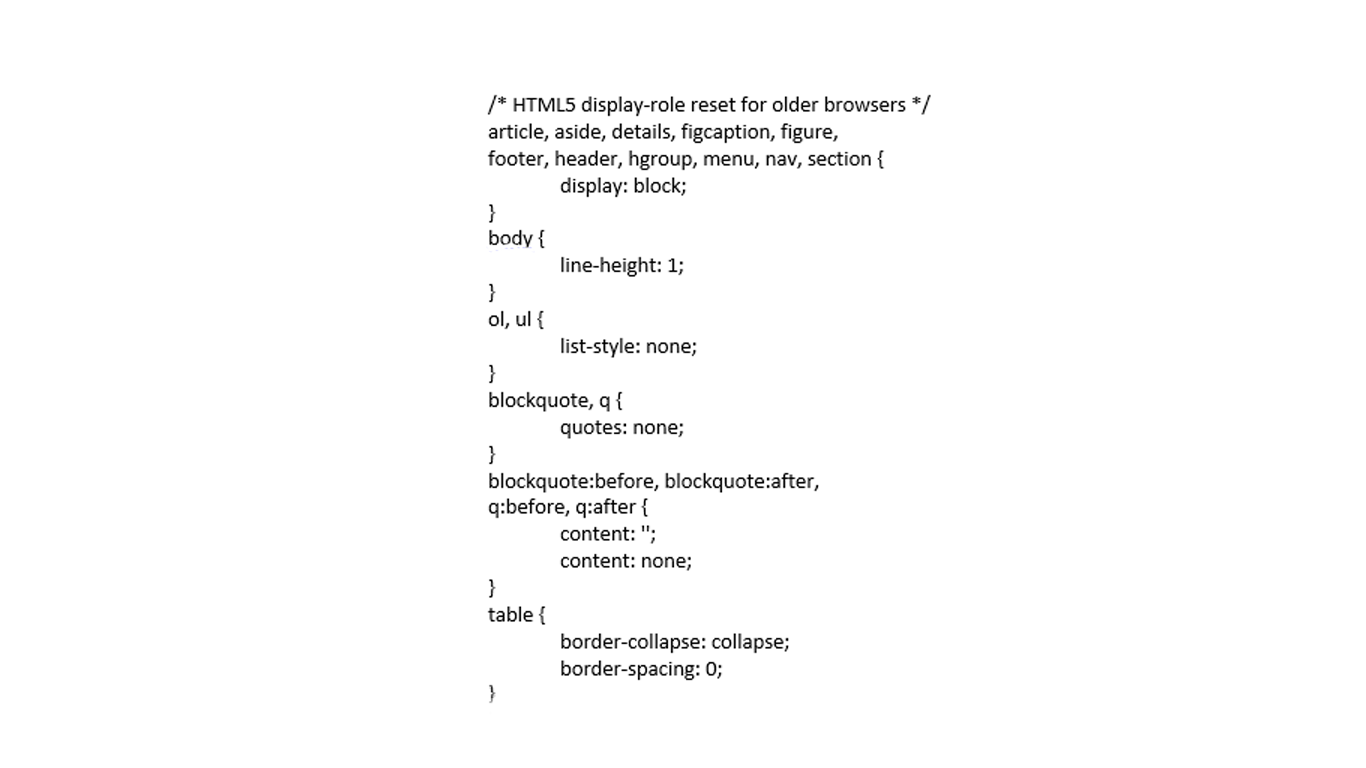 /* HTML5 display-role reset for older browsers */
article, aside, details, figcaption, figure,
footer, header, hgroup, menu, nav, section {
display: block;
}
body {
line-height: 1;
}
ol, ul {
list-style: none;
}
blockquote, q {
quotes: none;
}
blockquote:before, blockquote:after,
q:before, q:after {
content: '';
content: none;
}
table {
border-collapse: collapse;
border-spacing: 0;
}